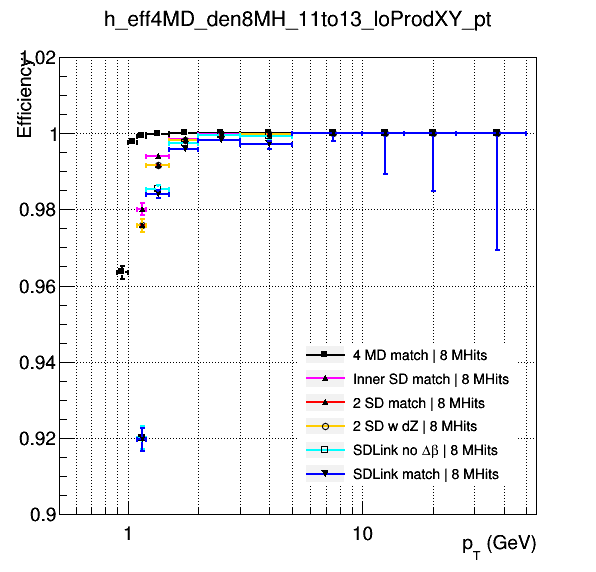 h_eff4MD_den8MH_11to13_loProdXY_pt
Efficiency
1.02
1
0.98
0.96
0.94
0.92
0.9
4 MD match | 8 MHits
Inner SD match | 8 MHits
2 SD match | 8 MHits
2 SD w dZ | 8 MHits
SDLink no Δβ | 8 MHits
SDLink match | 8 MHits
1 10
p_T (GeV)